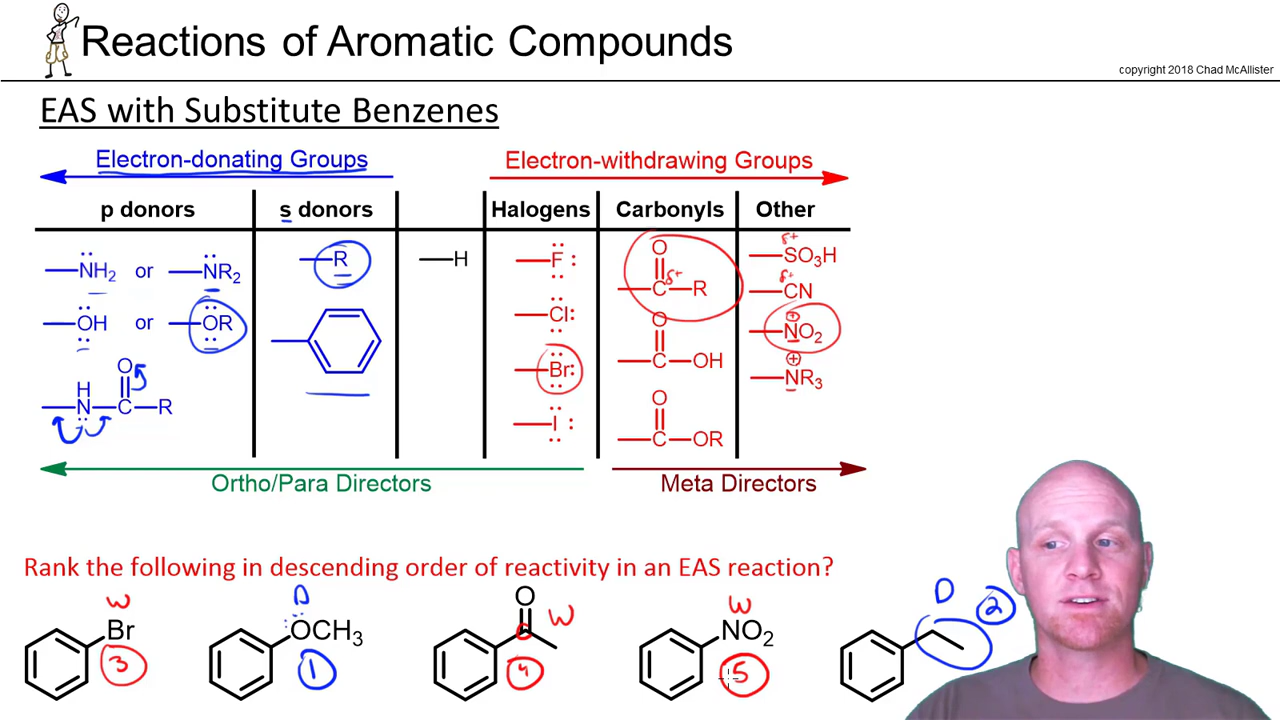 Reactions of Aromatic Compounds
copyright 2018 Chad McAllister
EAS with Substitute Benzenes
Electron-donating Groups
Electron-withdrawing Groups
p donors
s donors
Halogens
Carbonyls
Other
NH2 or NR2
R
H
F
O
C R
δ+
δ+
SO3H
OH or OR
Cl
δ+
CN
O
C OH
⊕
NO2
H O
N C R
Br
⊕
NR3
I
O
C OR
Ortho/Para Directors
Meta Directors
Rank the following in descending order of reactivity in an EAS reaction?
W
Br
3
D
OCH3
1
O
C
W
4
W
NO2
5
D
2